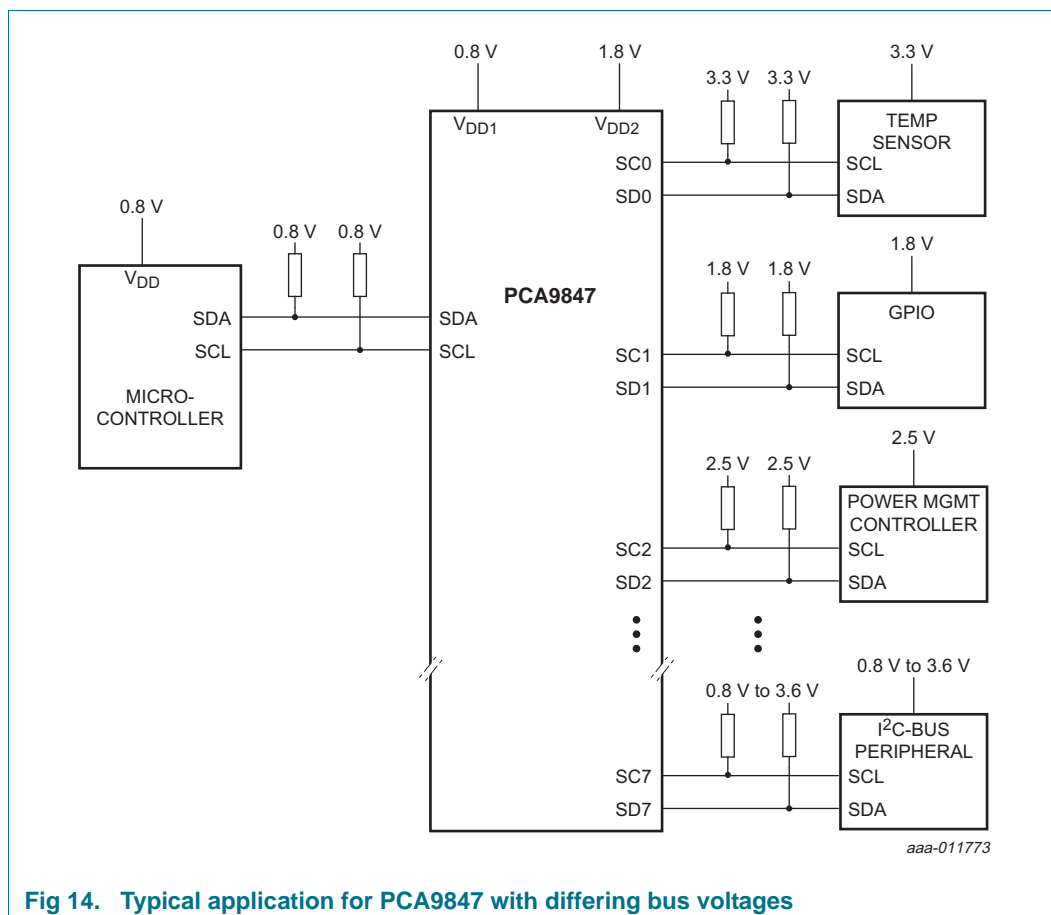 0.8 V 1.8 V
V_DD1 V_DD2
PCA9847
SDA
SCL
SC0
SD0
SC1
SD1
SC2
SD2
SC7
SD7
0.8 V
V_DD
SDA
SCL
MICRO-
CONTROLLER
0.8 V 0.8 V
3.3 V 3.3 V
3.3 V
TEMP
SENSOR
SCL
SDA
1.8 V 1.8 V
1.8 V
GPIO
SCL
SDA
2.5 V 2.5 V
2.5 V
POWER MGMT
CONTROLLER
SCL
SDA
0.8 V to 3.6 V
0.8 V to 3.6 V
I²C-BUS
PERIPHERAL
SCL
SDA
aaa-011773
Fig 14. Typical application for PCA9847 with differing bus voltages